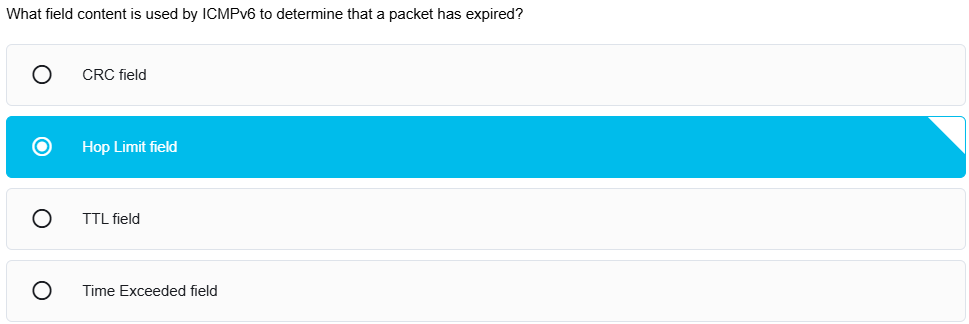 What field content is used by ICMPv6 to determine that a packet has expired?
CRC field
Hop Limit field
TTL field
Time Exceeded field